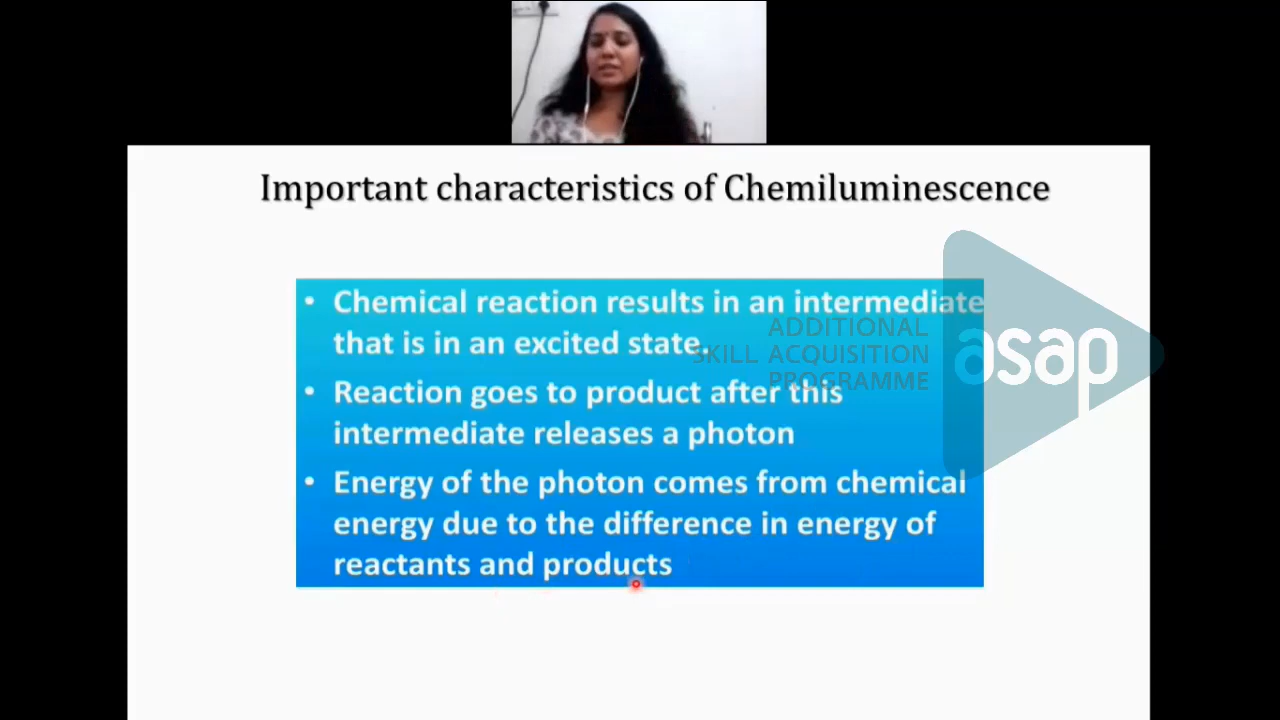 Important characteristics of Chemiluminescence
• Chemical reaction results in an intermediate
that is in an excited state.
• Reaction goes to product after this
intermediate releases a photon
• Energy of the photon comes from chemical
energy due to the difference in energy of
reactants and products
ADDITIONAL
SKILL ACQUISITION
PROGRAMME
asap